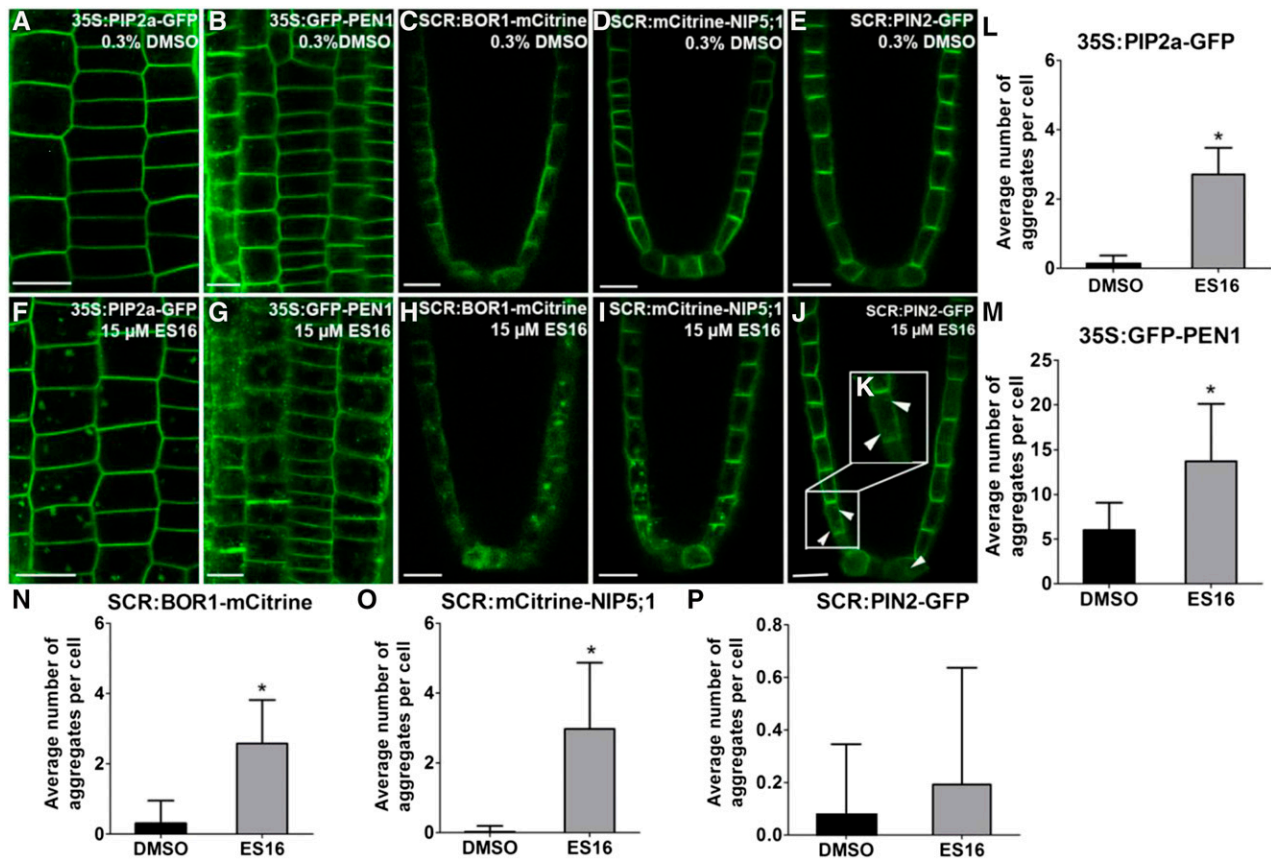 A
35S:PIP2a-GFP
0.3% DMSO
B
35S:GFP-PEN1
0.3%DMSO
C
SCR:BOR1-mCitrine
0.3% DMSO
D
SCR:mCitrine-NIP5;1
0.3% DMSO
E
SCR:PIN2-GFP
0.3% DMSO
L
35S:PIP2a-GFP
Average number of
aggregates per cell
6
4
2
0
*
DMSO
ES16
F
35S:PIP2a-GFP
15 µM ES16
G
35S:GFP-PEN1
15 µM ES16
H
SCR:BOR1-mCitrine
15 µM ES16
I
SCR:mCitrine-NIP5;1
15 µM ES16
J
SCR:PIN2-GFP
15 µM ES16
K
M
35S:GFP-PEN1
Average number of
aggregates per cell
25
20
15
10
5
0
*
DMSO
ES16
N
SCR:BOR1-mCitrine
Average number of
aggregates per cell
6
4
2
0
*
DMSO
ES16
O
SCR:mCitrine-NIP5;1
Average number of
aggregates per cell
6
4
2
0
*
DMSO
ES16
P
SCR:PIN2-GFP
Average number of
aggregates per cell
0.8
0.6
0.4
0.2
0.0
DMSO
ES16